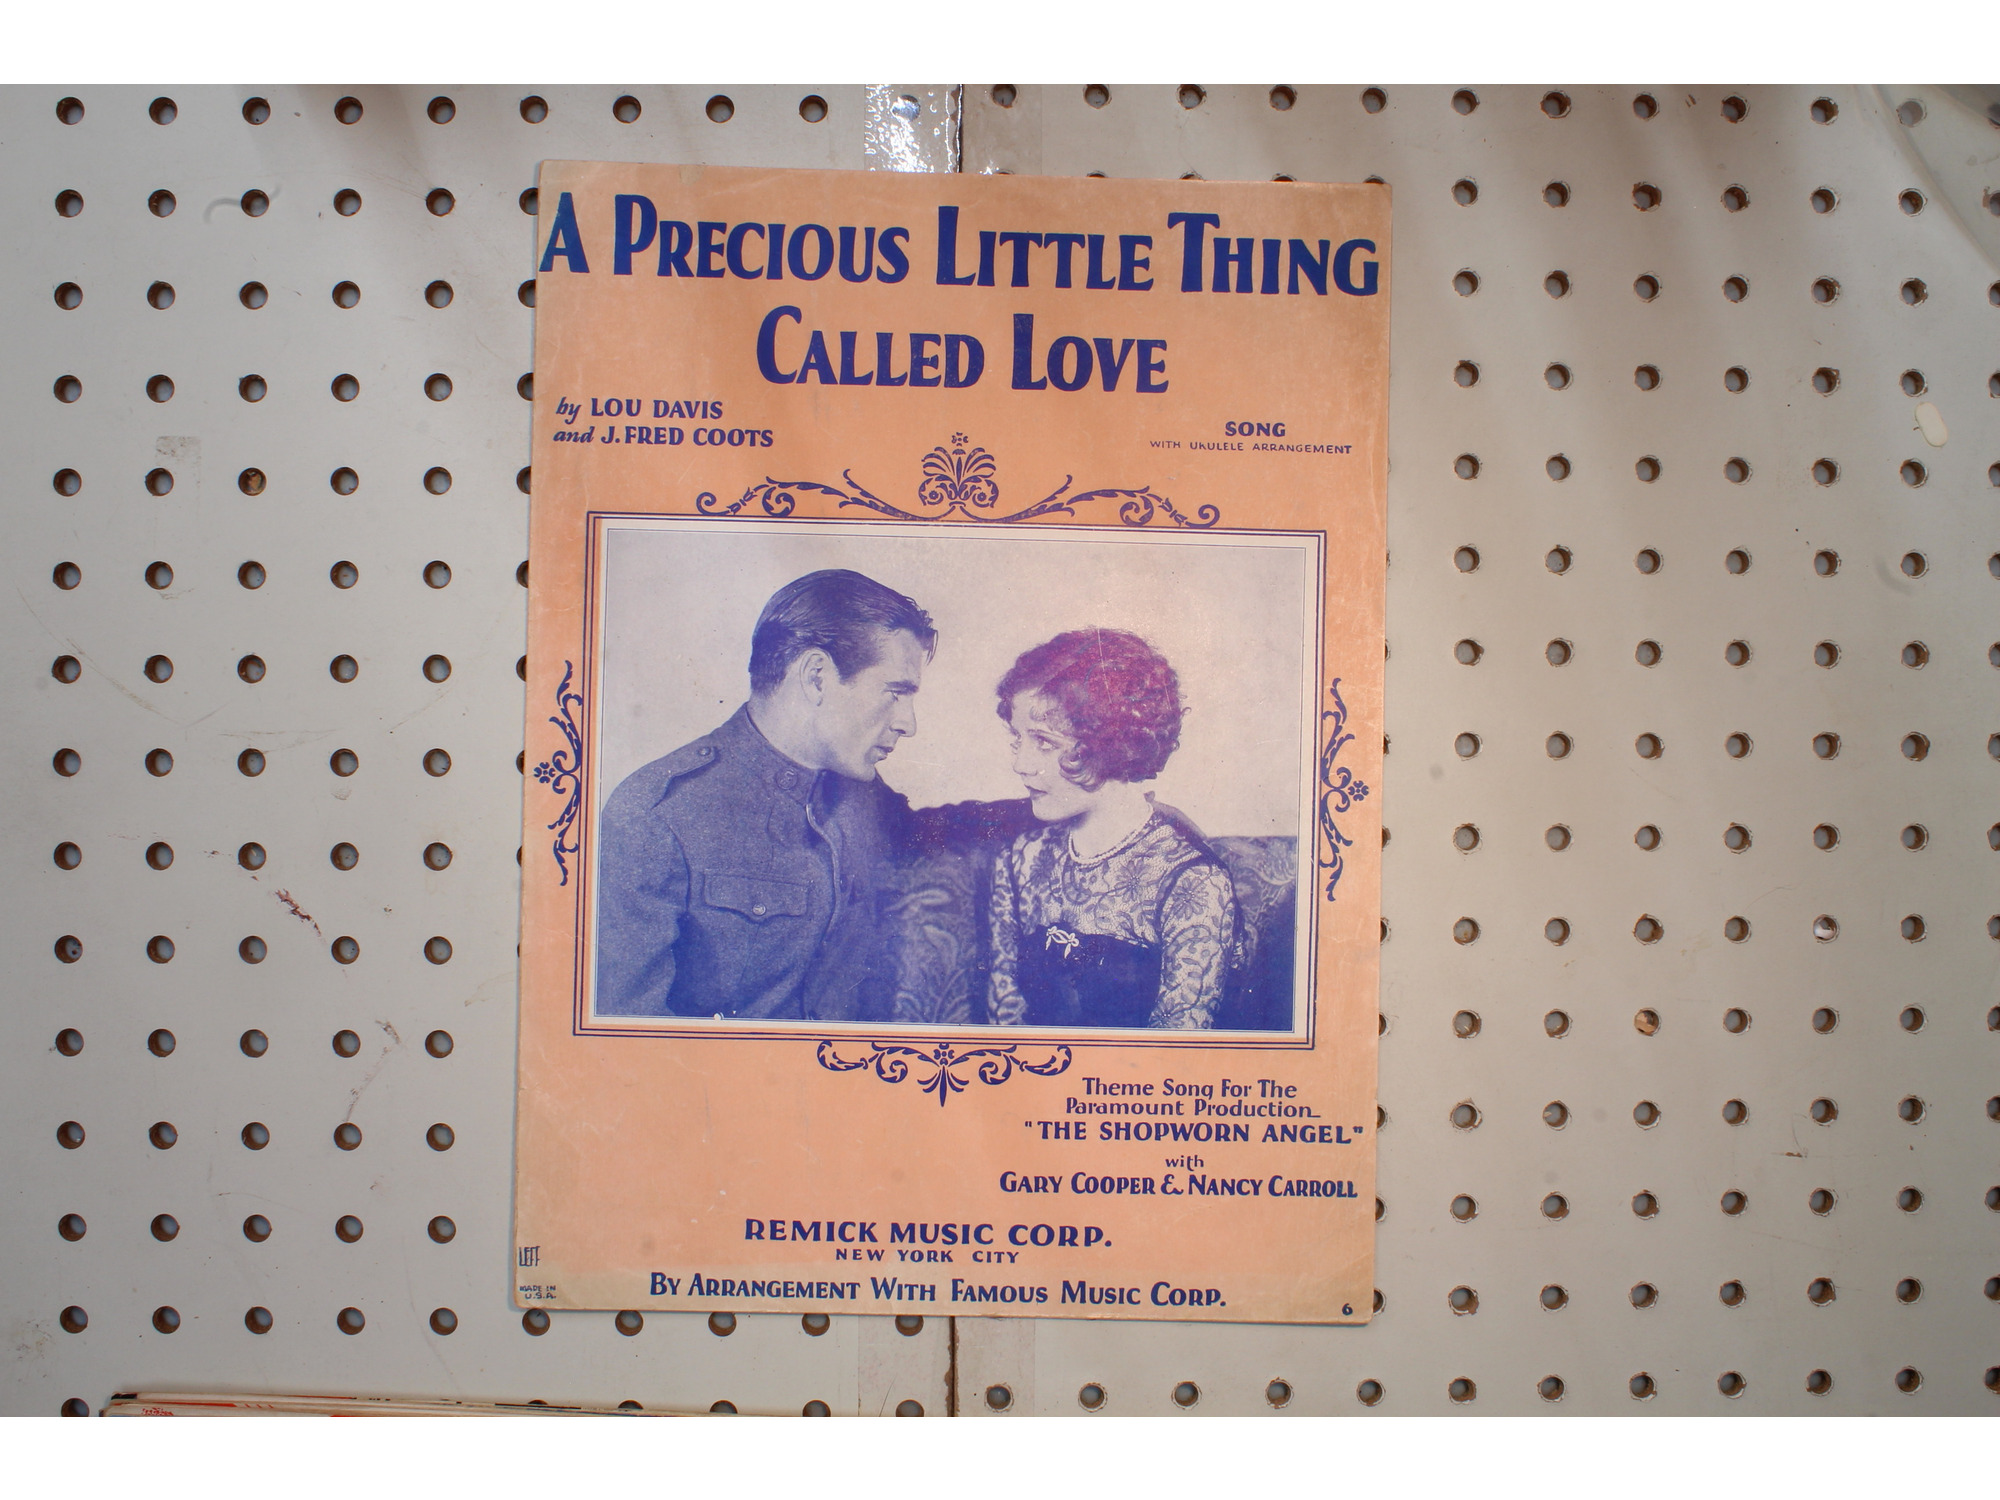 A PRECIOUS LITTLE THING
CALLED LOVE
by LOU DAVIS
and J. FRED COOTS
SONG
WITH UKULELE ARRANGEMENT
Theme Song For The
Paramount Production
"THE SHOPWORN ANGEL"
with
GARY COOPER & NANCY CARROLL
REMICK MUSIC CORP.
NEW YORK CITY
BY ARRANGEMENT WITH FAMOUS MUSIC CORP.
LEFF
MADE IN
U.S.A.
6